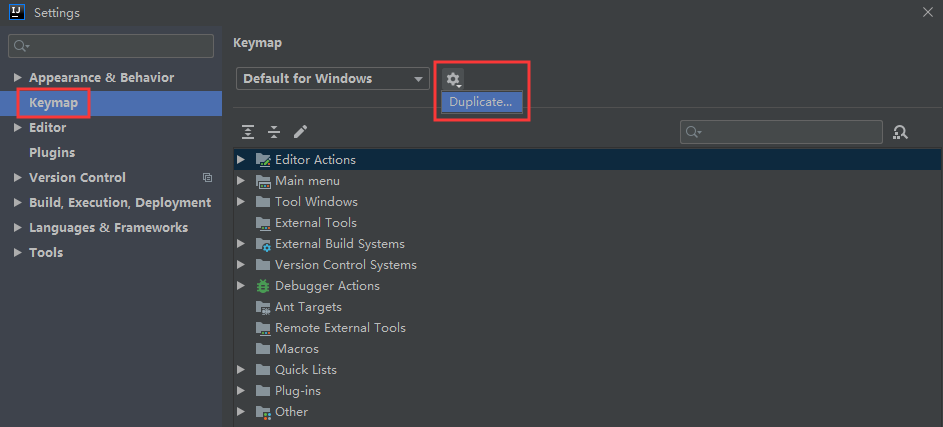 IJ Settings
Keymap
Default for Windows
Duplicate...
Appearance & Behavior
Keymap
Editor
Plugins
Version Control
Build, Execution, Deployment
Languages & Frameworks
Tools
Editor Actions
Main menu
Tool Windows
External Tools
External Build Systems
Version Control Systems
Debugger Actions
Ant Targets
Remote External Tools
Macros
Quick Lists
Plug-ins
Other